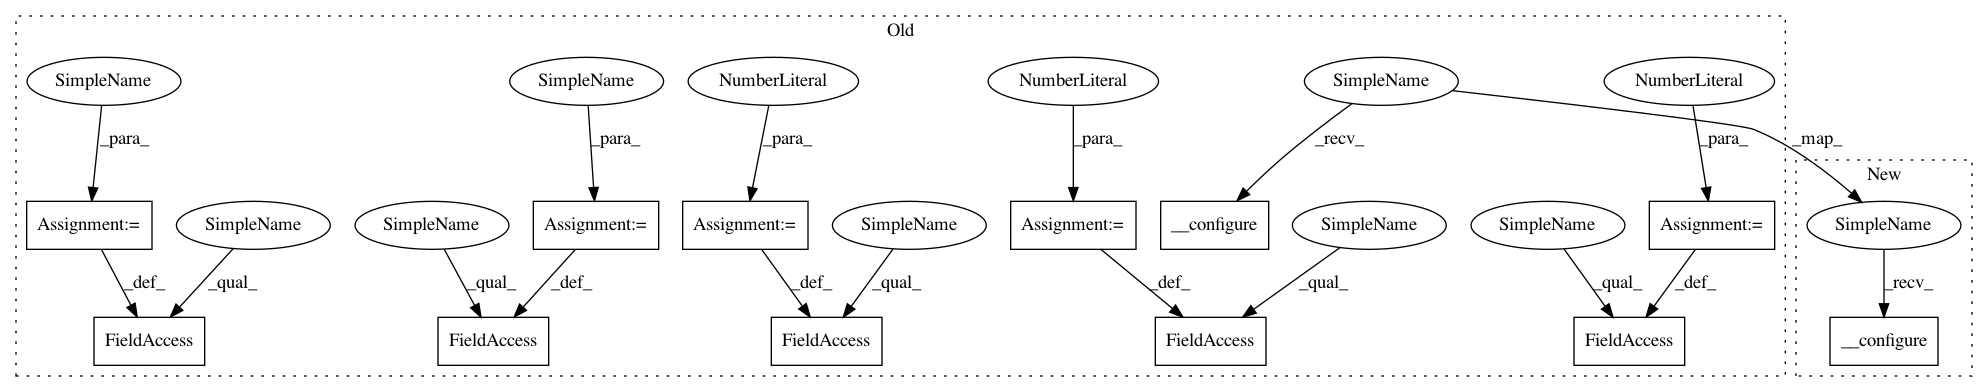 Old
SimpleName
SimpleName
NumberLiteral
NumberLiteral
SimpleName
NumberLiteral
_para_
_para_
_para_
_para_
_recv_
_para_
_map_
New
Assignment:=
SimpleName
SimpleName
Assignment:=
Assignment:=
SimpleName
Assignment:=
__configure
SimpleName
SimpleName
Assignment:=
SimpleName
_def_
_qual_
_qual_
_def_
_def_
_qual_
_def_
_qual_
_qual_
_def_
_recv_
FieldAccess
FieldAccess
FieldAccess
FieldAccess
FieldAccess
__configure